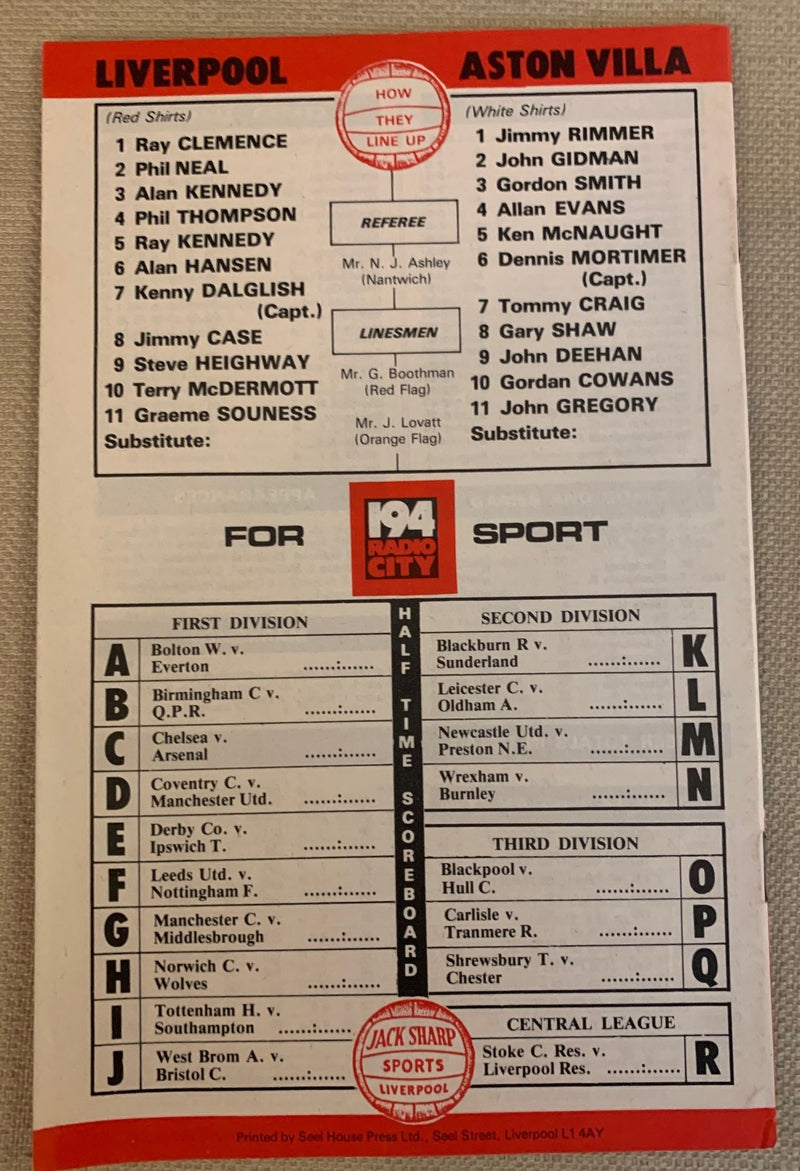 LIVERPOOL
(Red Shirts)
1 Ray CLEMENCE
2 Phil NEAL
3 Alan KENNEDY
4 Phil THOMPSON
5 Ray KENNEDY
6 Alan HANSEN
7 Kenny DALGLISH
(Capt.)
8 Jimmy CASE
9 Steve HEIGHWAY
10 Terry McDERMOTT
11 Graeme SOUNESS
Substitute:
HOW
THEY
LINE UP
REFEREE
Mr. N. J. Ashley
(Nantwich)
LINESMEN
Mr. G. Boothman
(Red Flag)
Mr. J. Lovatt
(Orange Flag)
ASTON VILLA
(White Shirts)
1 Jimmy RIMMER
2 John GIDMAN
3 Gordon SMITH
4 Allan EVANS
5 Ken McNAUGHT
6 Dennis MORTIMER
(Capt.)
7 Tommy CRAIG
8 Gary SHAW
9 John DEEHAN
10 Gordan COWANS
11 John GREGORY
Substitute:
FOR
194
RADIO
CITY
SPORT
FIRST DIVISION
A Bolton W. v.
Everton ......:......
B Birmingham C v.
Q.P.R. ......:......
C Chelsea v.
Arsenal ......:......
D Coventry C. v.
Manchester Utd. ......:......
E Derby Co. v.
Ipswich T. ......:......
F Leeds Utd. v.
Nottingham F. ......:......
G Manchester C. v.
Middlesbrough ......:......
H Norwich C. v.
Wolves ......:......
I Tottenham H. v.
Southampton ......:......
J West Brom A. v.
Bristol C. ......:......
HALF TIME SCOREBOARD
SECOND DIVISION
Blackburn R v. K
Sunderland ......:......
Leicester C. v. L
Oldham A. ......:......
Newcastle Utd. v. M
Preston N.E. ......:......
Wrexham v. N
Burnley ......:......
THIRD DIVISION
Blackpool v. O
Hull C. ......:......
Carlisle v. P
Tranmere R. ......:......
Shrewsbury T. v. Q
Chester ......:......
CENTRAL LEAGUE
Stoke C. Res. v. R
Liverpool Res. ......:......
JACK SHARP
SPORTS
LIVERPOOL
Printed by Seel House Press Ltd., Seel Street, Liverpool L1 4AY